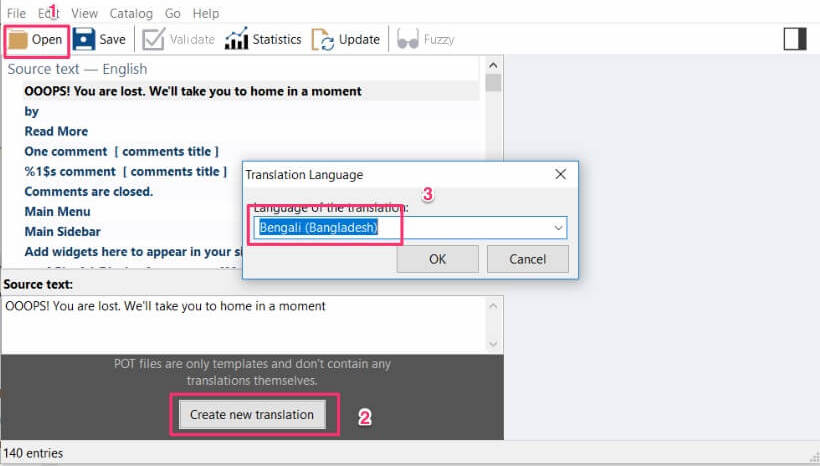 File Edit View Catalog Go Help
1
Open Save Validate Statistics Update Fuzzy
Source text — English
OOOPS! You are lost. We'll take you to home in a moment
by
Read More
One comment [ comments title ]
%1$s comment [ comments title ]
Comments are closed.
Main Menu
Main Sidebar
Add widgets here to appear in your
Translation Language
3
Language of the translation:
Bengali (Bangladesh)
OK Cancel
Source text:
OOOPS! You are lost. We'll take you to home in a moment
POT files are only templates and don't contain any
translations themselves.
Create new translation
2
140 entries